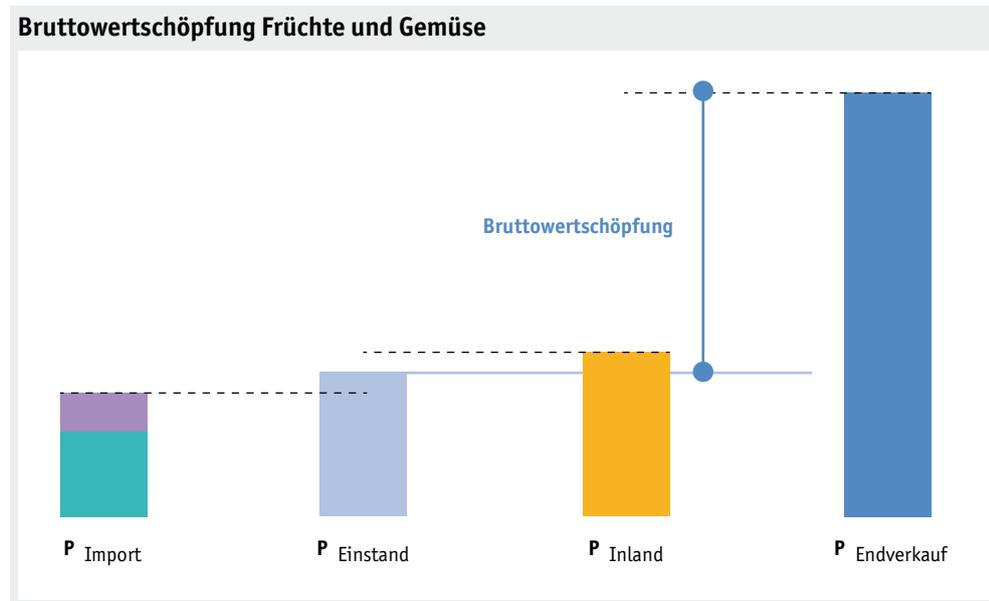 Bruttowertschöpfung Früchte und Gemüse
Bruttowertschöpfung
P Import P Einstand P Inland P Endverkauf